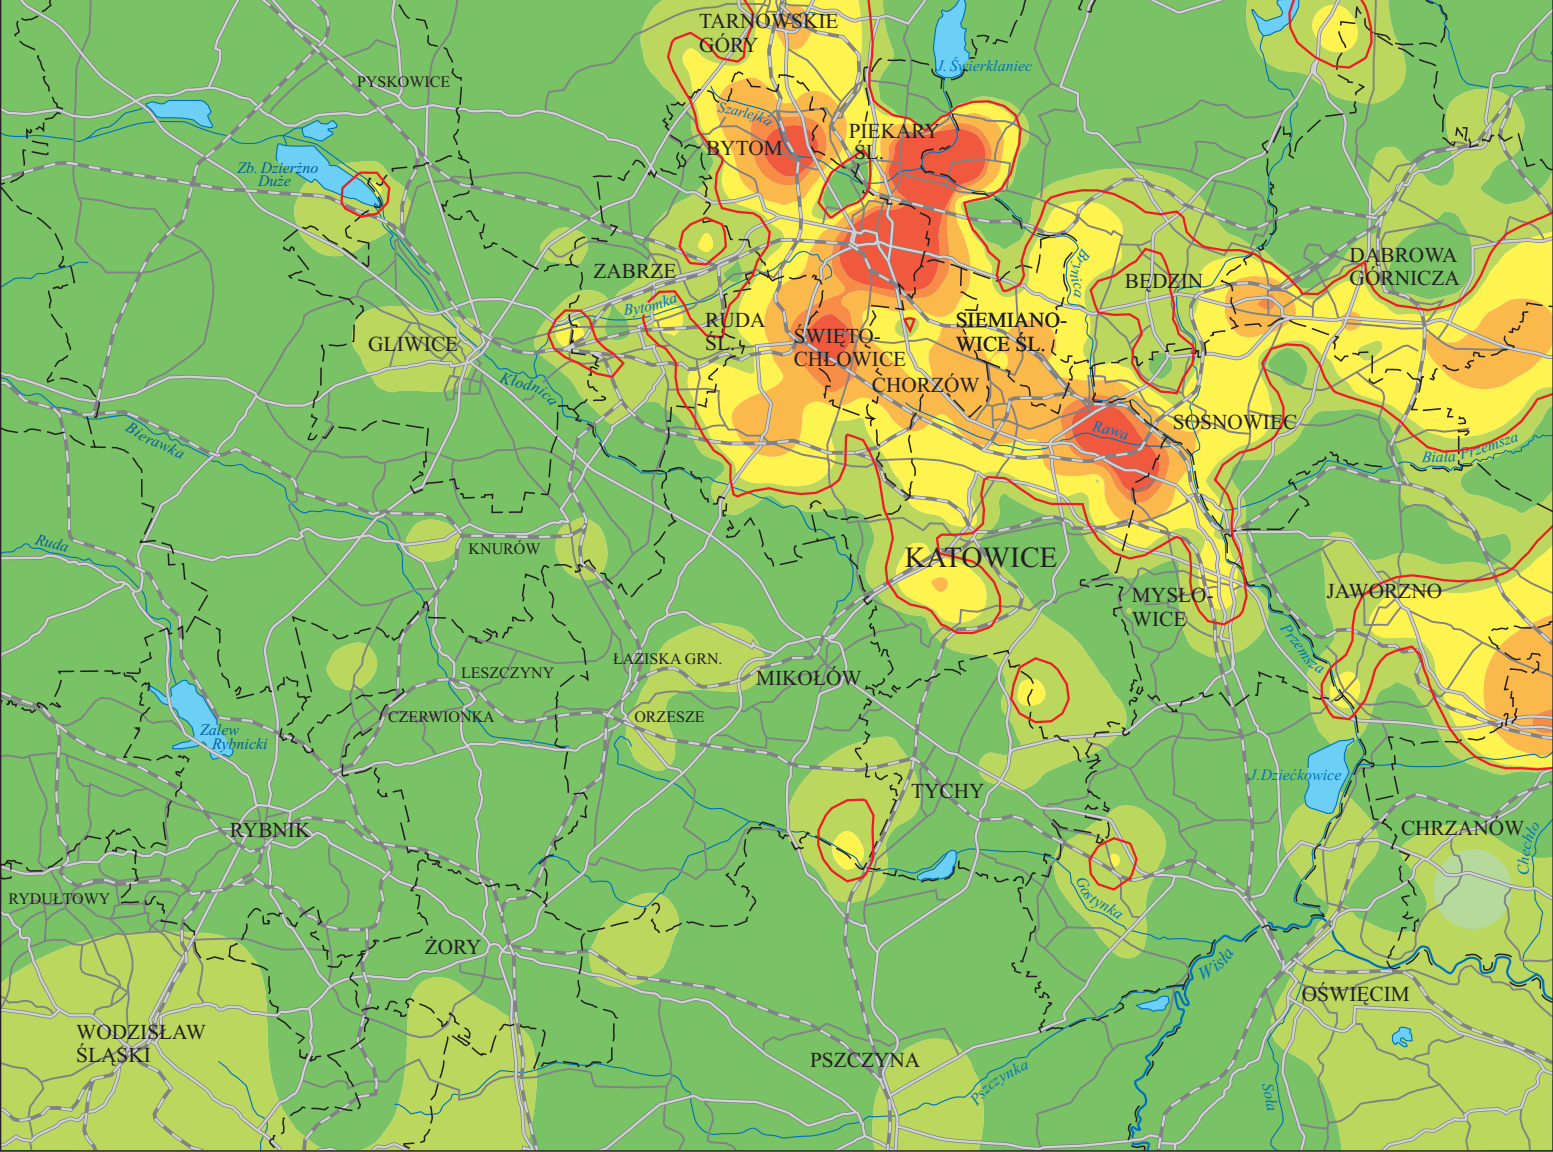 TARNOWSKIE
GÓRY
J. Świerklaniec
PYSKOWICE
Szarlejka
PIEKARY
ŚL.
BYTOM
Zb. Dzierżno
Duże
ZABRZE
Brynica
BĘDZIN
DĄBROWA
GÓRNICZA
Bytomka
RUDA
ŚL.
ŚWIĘTO-
CHŁOWICE
SIEMIANO-
WICE ŚL.
GLIWICE
Kłodnica
CHORZÓW
SOSNOWIEC
Rawa
Bierawka
Biała Przemsza
Ruda
KNURÓW
KATOWICE
MYSŁO-
WICE
JAWORZNO
Przemsza
LESZCZYNY
ŁAZISKA GRN.
MIKOŁÓW
CZERWIONKA
ORZESZE
Zalew
Rybnicki
J.Dziećkowice
TYCHY
RYBNIK
CHRZANÓW
Chechło
RYDUŁTOWY
Gostynka
ŻORY
Wisła
OŚWIĘCIM
WODZISŁAW
ŚLĄSKI
PSZCZYNA
Pszczynka
Soła